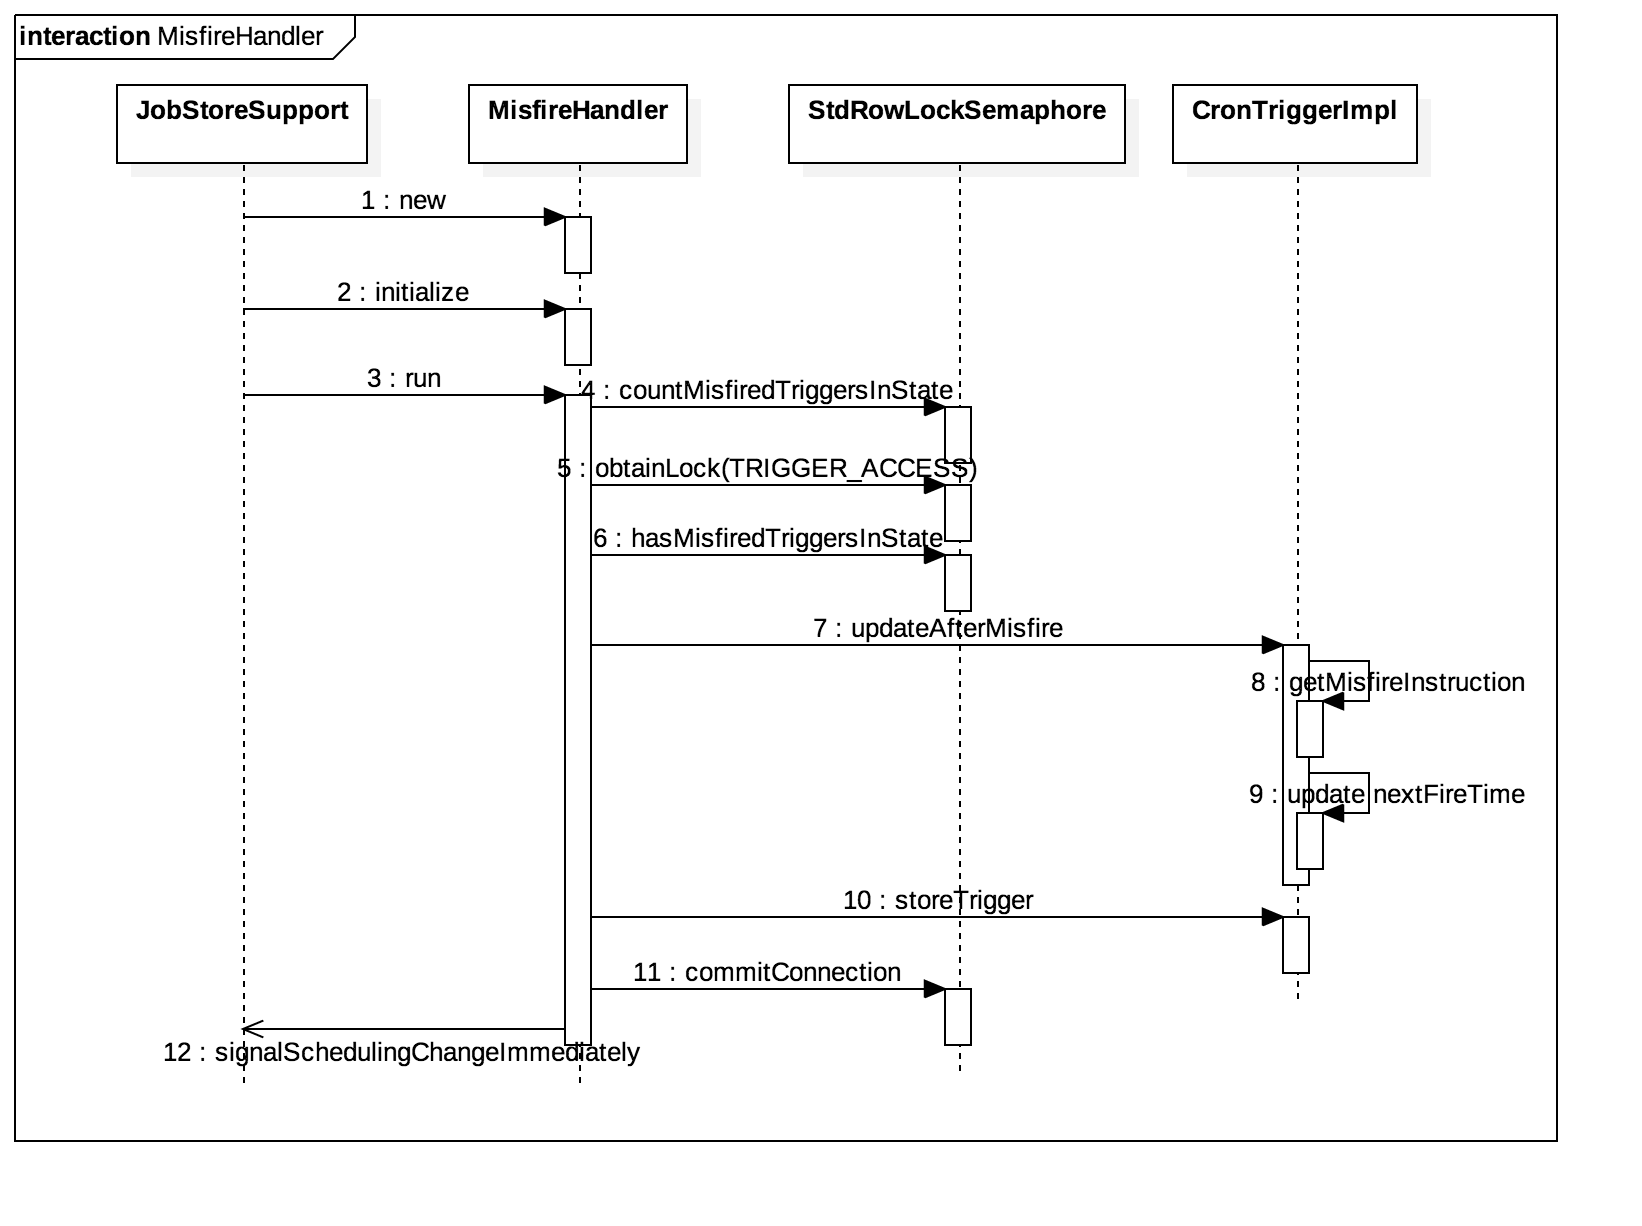 interaction MisfireHandler
JobStoreSupport
MisfireHandler
StdRowLockSemaphore
CronTriggerImpl
1 : new
2 : initialize
3 : run
4 : countMisfiredTriggersInState
5 : obtainLock(TRIGGER_ACCESS)
6 : hasMisfiredTriggersInState
7 : updateAfterMisfire
8 : getMisfireInstruction
9 : update nextFireTime
10 : storeTrigger
11 : commitConnection
12 : signalSchedulingChangeImmediately